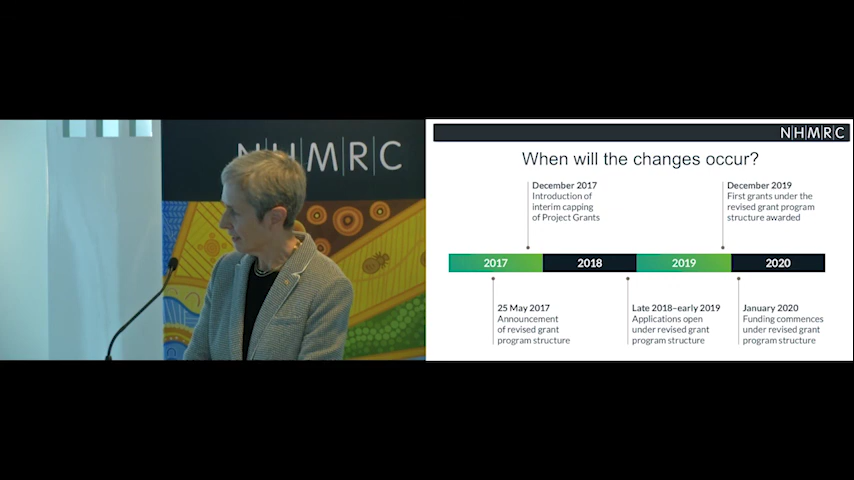 NHMRC
NHMRC
When will the changes occur?
December 2017
Introduction of
interim capping
of Project Grants
December 2019
First grants under the
revised grant program
structure awarded
2017
2018
2019
2020
25 May 2017
Announcement
of revised grant
program structure
Late 2018–early 2019
Applications open
under revised grant
program structure
January 2020
Funding commences
under revised grant
program structure